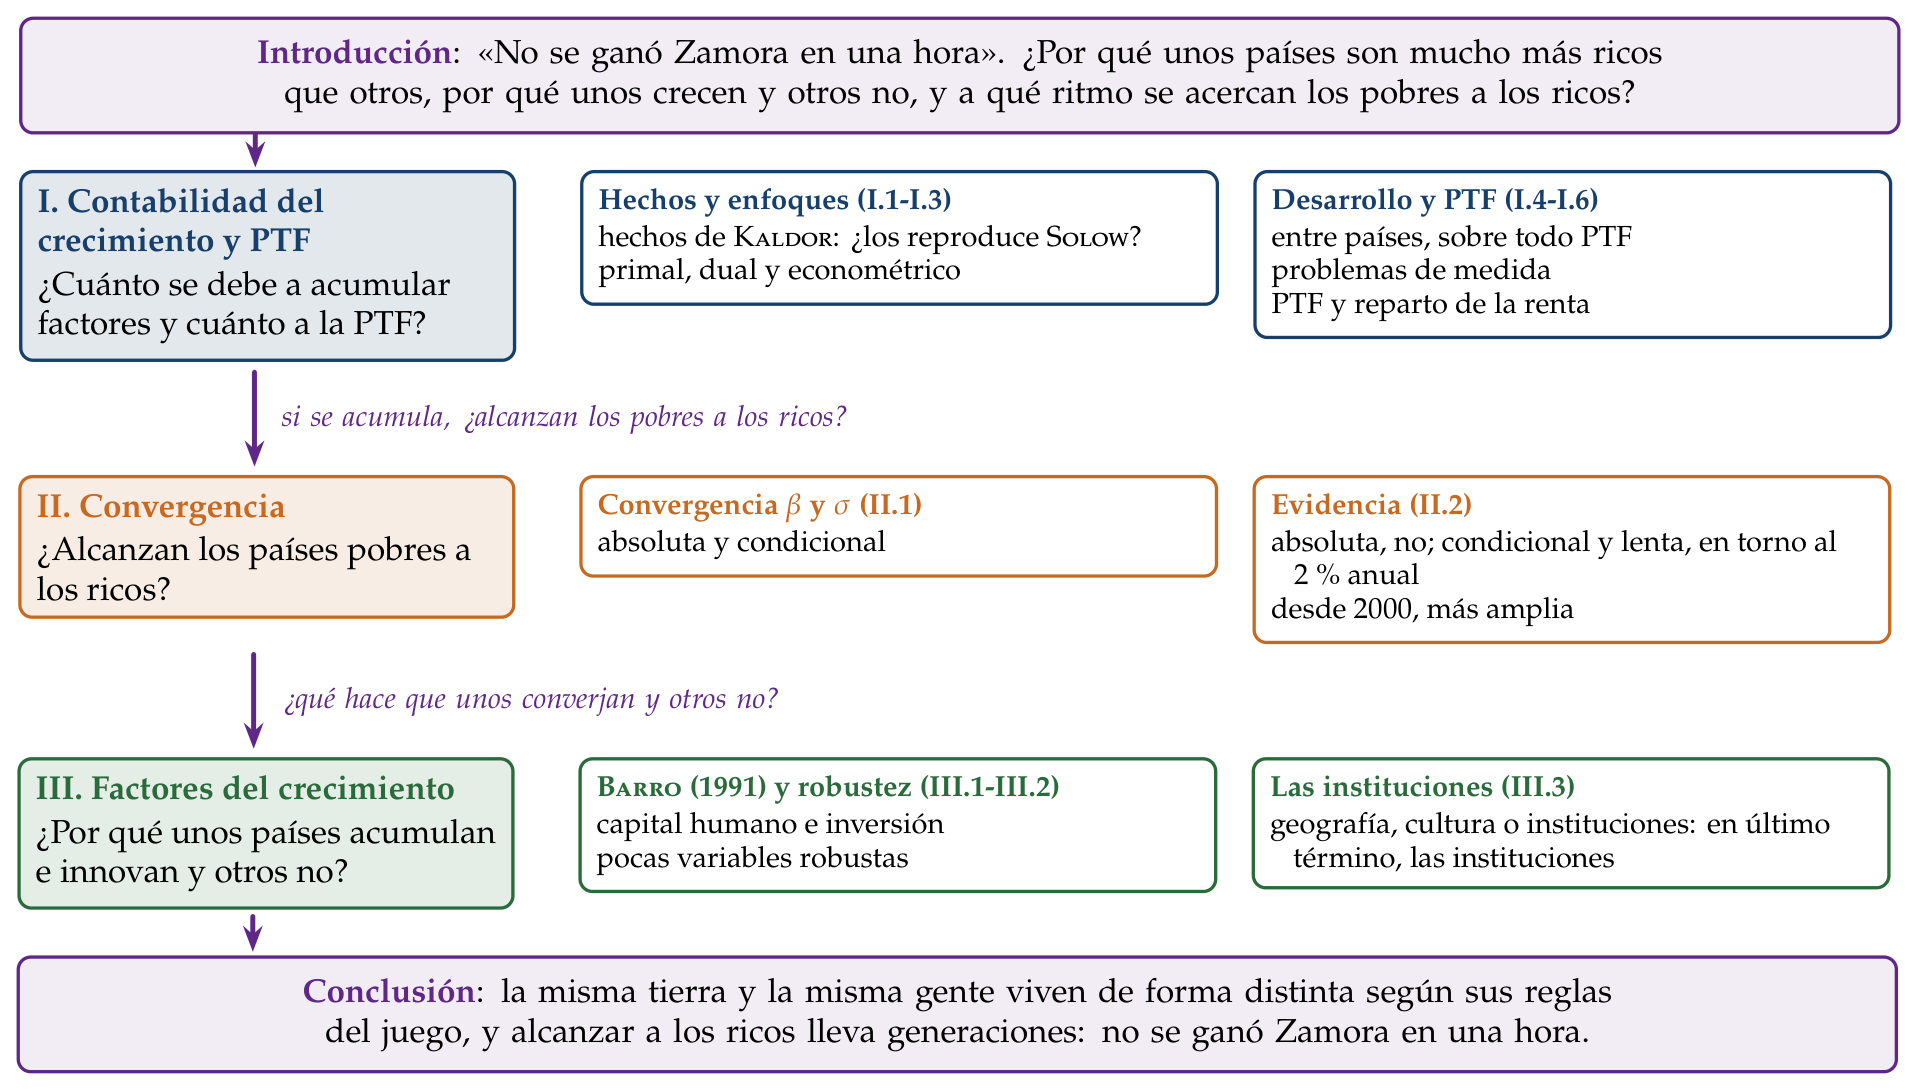 Introducción: «No se ganó Zamora en una hora». ¿Por qué unos países son mucho más ricos
que otros, por qué unos crecen y otros no, y a qué ritmo se acercan los pobres a los ricos?
I. Contabilidad del
crecimiento y PTF
¿Cuánto se debe a acumular
factores y cuánto a la PTF?
Hechos y enfoques (I.1-I.3)
hechos de KALDOR: ¿los reproduce SOLOW?
primal, dual y econométrico
Desarrollo y PTF (I.4-I.6)
entre países, sobre todo PTF
problemas de medida
PTF y reparto de la renta
si se acumula, ¿alcanzan los pobres a los ricos?
II. Convergencia
¿Alcanzan los países pobres a
los ricos?
Convergencia β y σ (II.1)
absoluta y condicional
Evidencia (II.2)
absoluta, no; condicional y lenta, en torno al
2 % anual
desde 2000, más amplia
¿qué hace que unos converjan y otros no?
III. Factores del crecimiento
¿Por qué unos países acumulan
e innovan y otros no?
BARRO (1991) y robustez (III.1-III.2)
capital humano e inversión
pocas variables robustas
Las instituciones (III.3)
geografía, cultura o instituciones: en último
término, las instituciones
Conclusión: la misma tierra y la misma gente viven de forma distinta según sus reglas
del juego, y alcanzar a los ricos lleva generaciones: no se ganó Zamora en una hora.